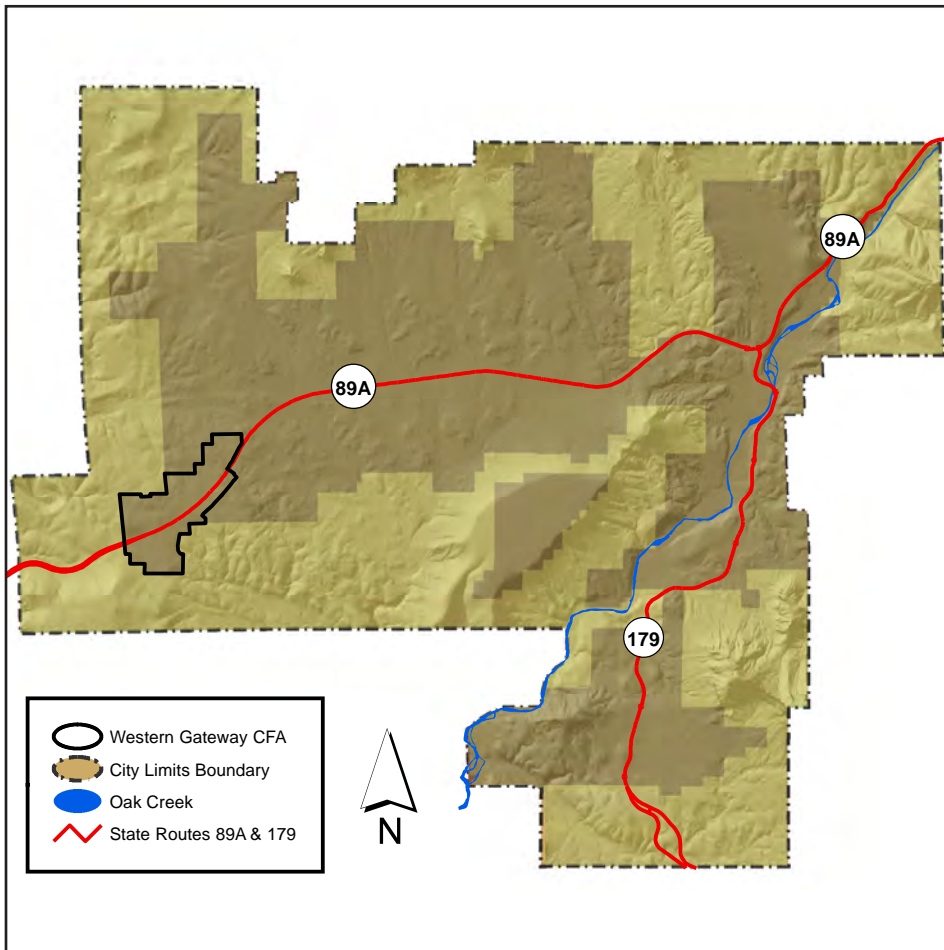 89A
89A
179
Western Gateway CFA
City Limits Boundary
Oak Creek
State Routes 89A & 179
N